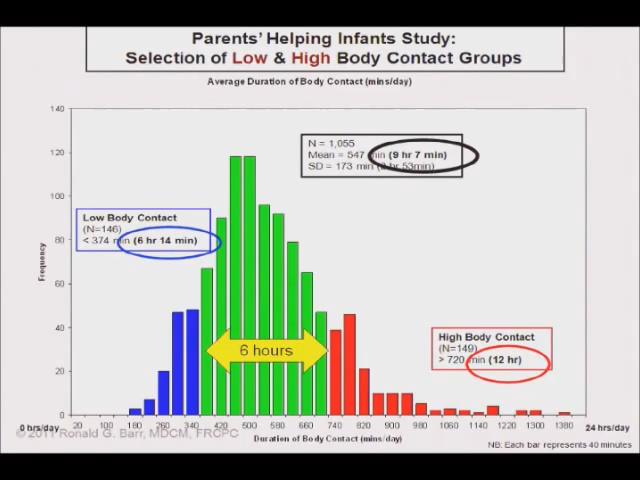 Parents' Helping Infants Study:
Selection of Low & High Body Contact Groups
Average Duration of Body Contact (mins/day)
140
120
100
80
60
40
20
0
Frequency
N = 1,055
Mean = 547 min (9 hr 7 min)
SD = 173 min (2 hr 53min)
Low Body Contact
(N=146)
< 374 min (6 hr 14 min)
6 hours
High Body Contact
(N=149)
> 720 min (12 hr)
20 100 180 260 340 420 500 580 660 740 820 900 980 1060 1140 1220 1300 1380
0 hrs/day
24 hrs/day
© 2011 Ronald G. Barr, MDCM, FRCPC
Duration of Body Contact (mins/day)
NB: Each bar represents 40 minutes